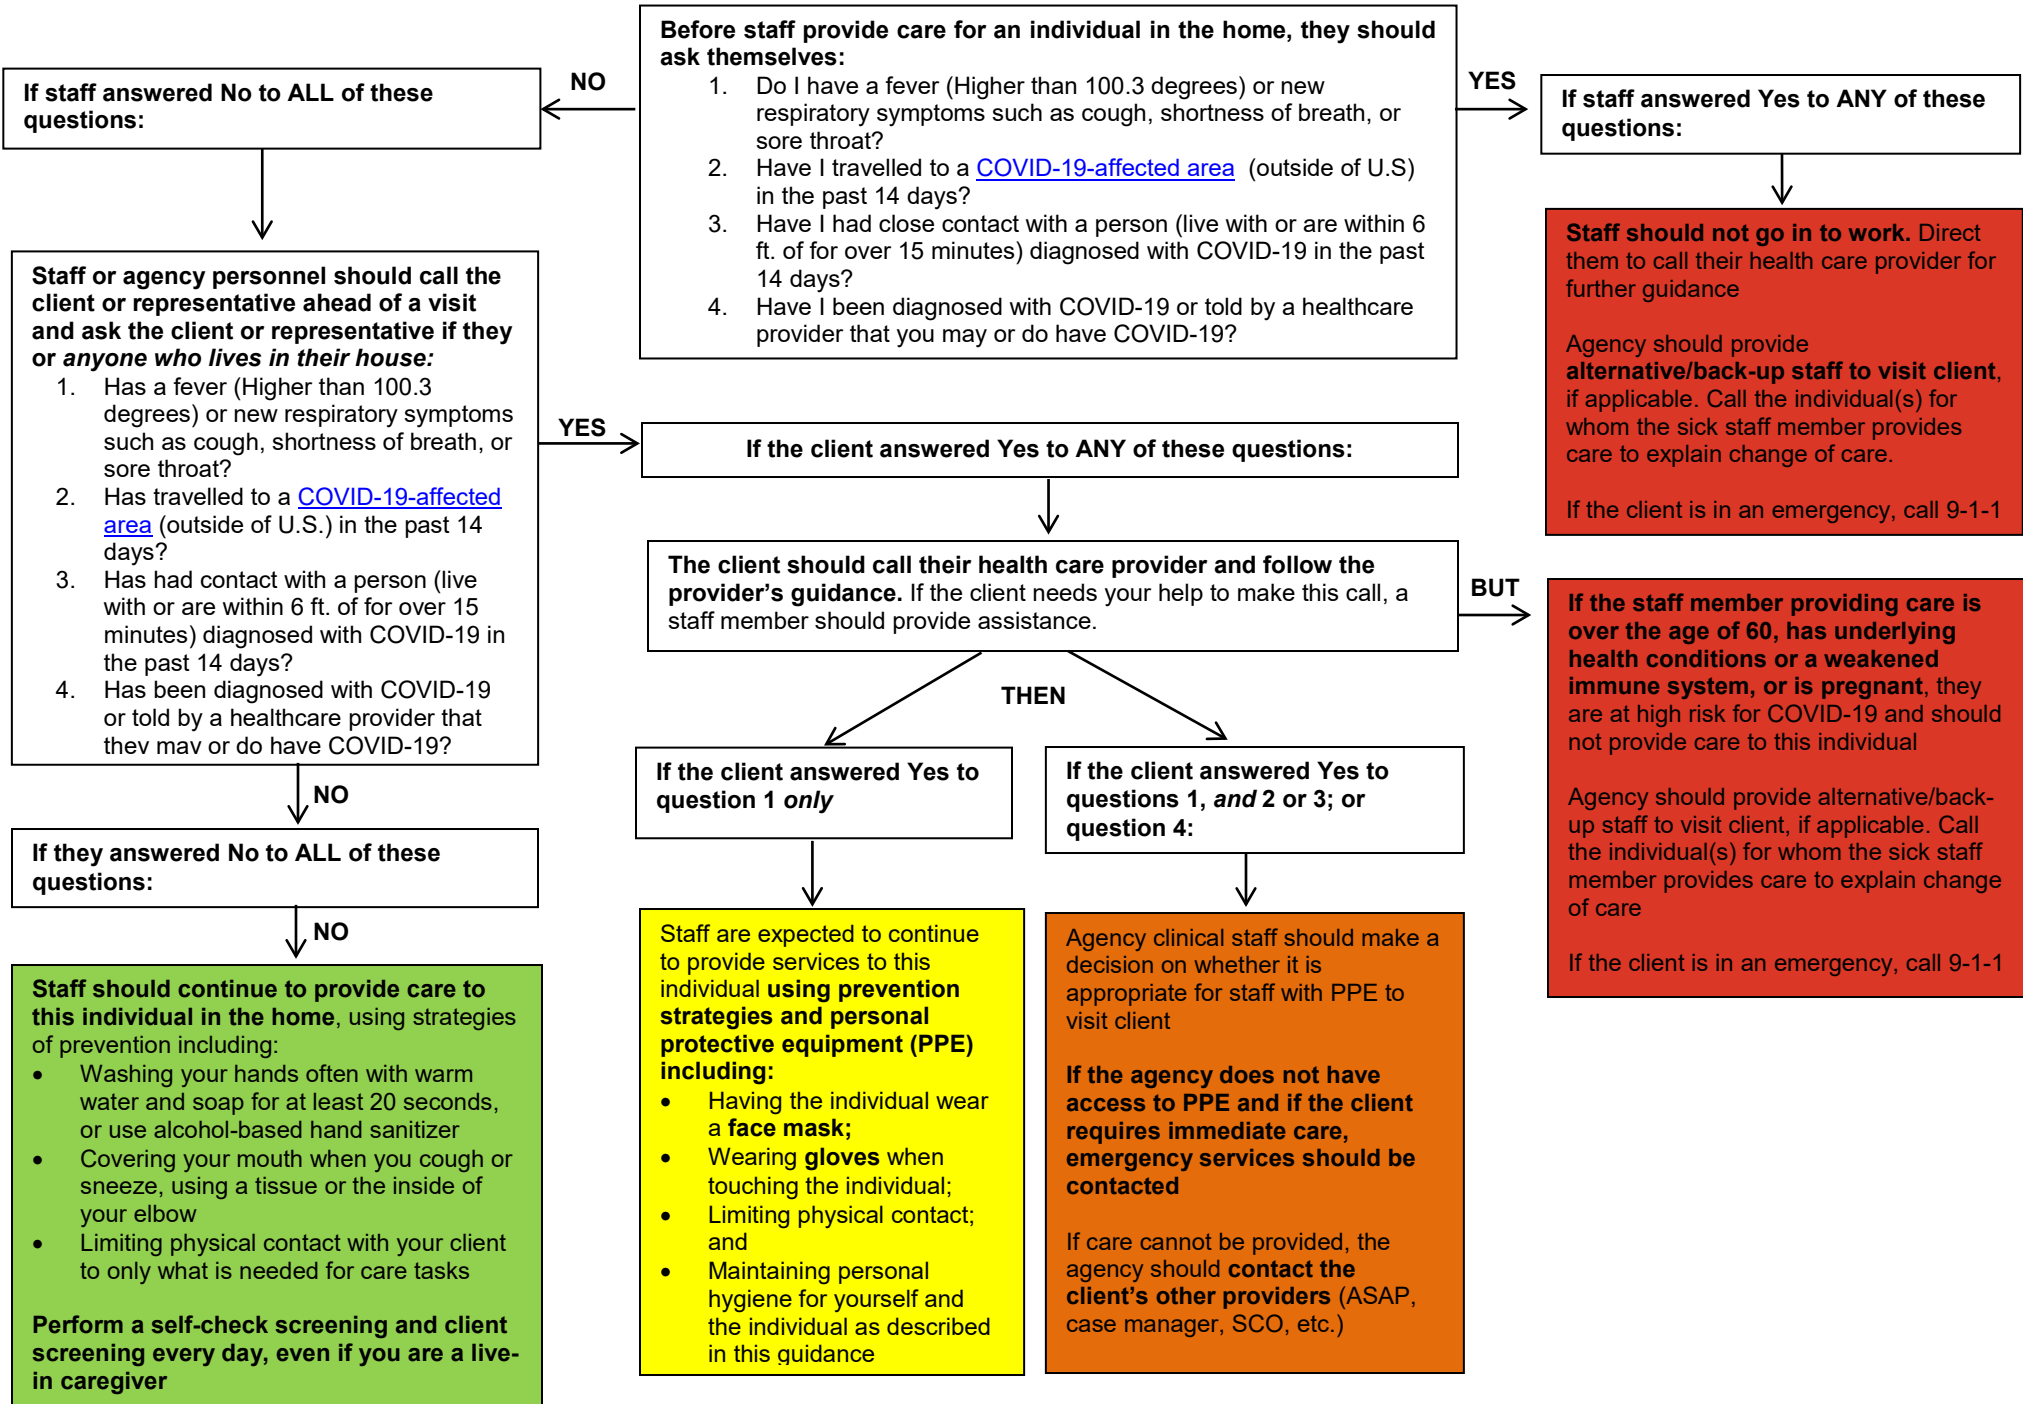 Before staff provide care for an individual in the home, they should
ask themselves:
1. Do I have a fever (Higher than 100.3 degrees) or new
respiratory symptoms such as cough, shortness of breath, or
sore throat?
2. Have I travelled to a COVID-19-affected area (outside of U.S)
in the past 14 days?
3. Have I had close contact with a person (live with or are within 6
ft. of for over 15 minutes) diagnosed with COVID-19 in the past
14 days?
4. Have I been diagnosed with COVID-19 or told by a healthcare
provider that you may or do have COVID-19?
NO
If staff answered No to ALL of these
questions:
YES
If staff answered Yes to ANY of these
questions:
Staff should not go in to work. Direct
them to call their health care provider for
further guidance
Agency should provide
alternative/back-up staff to visit client,
if applicable. Call the individual(s) for
whom the sick staff member provides
care to explain change of care.
If the client is in an emergency, call 9-1-1
Staff or agency personnel should call the
client or representative ahead of a visit
and ask the client or representative if they
or anyone who lives in their house:
1. Has a fever (Higher than 100.3
degrees) or new respiratory symptoms
such as cough, shortness of breath, or
sore throat?
2. Has travelled to a COVID-19-affected
area (outside of U.S.) in the past 14
days?
3. Has had contact with a person (live
with or are within 6 ft. of for over 15
minutes) diagnosed with COVID-19 in
the past 14 days?
4. Has been diagnosed with COVID-19
or told by a healthcare provider that
they may or do have COVID-19?
YES
If the client answered Yes to ANY of these questions:
The client should call their health care provider and follow the
provider's guidance. If the client needs your help to make this call, a
staff member should provide assistance.
BUT
If the staff member providing care is
over the age of 60, has underlying
health conditions or a weakened
immune system, or is pregnant, they
are at high risk for COVID-19 and should
not provide care to this individual
Agency should provide alternative/back-
up staff to visit client, if applicable. Call
the individual(s) for whom the sick staff
member provides care to explain change
of care
If the client is in an emergency, call 9-1-1
THEN
If the client answered Yes to
question 1 only
If the client answered Yes to
questions 1, and 2 or 3; or
question 4:
NO
If they answered No to ALL of these
questions:
NO
Staff should continue to provide care to
this individual in the home, using strategies
of prevention including:
• Washing your hands often with warm
water and soap for at least 20 seconds,
or use alcohol-based hand sanitizer
• Covering your mouth when you cough or
sneeze, using a tissue or the inside of
your elbow
• Limiting physical contact with your client
to only what is needed for care tasks
Perform a self-check screening and client
screening every day, even if you are a live-
in caregiver
Staff are expected to continue
to provide services to this
individual using prevention
strategies and personal
protective equipment (PPE)
including:
• Having the individual wear
a face mask;
• Wearing gloves when
touching the individual;
• Limiting physical contact;
and
• Maintaining personal
hygiene for yourself and
the individual as described
in this guidance
Agency clinical staff should make a
decision on whether it is
appropriate for staff with PPE to
visit client
If the agency does not have
access to PPE and if the client
requires immediate care,
emergency services should be
contacted
If care cannot be provided, the
agency should contact the
client's other providers (ASAP,
case manager, SCO, etc.)